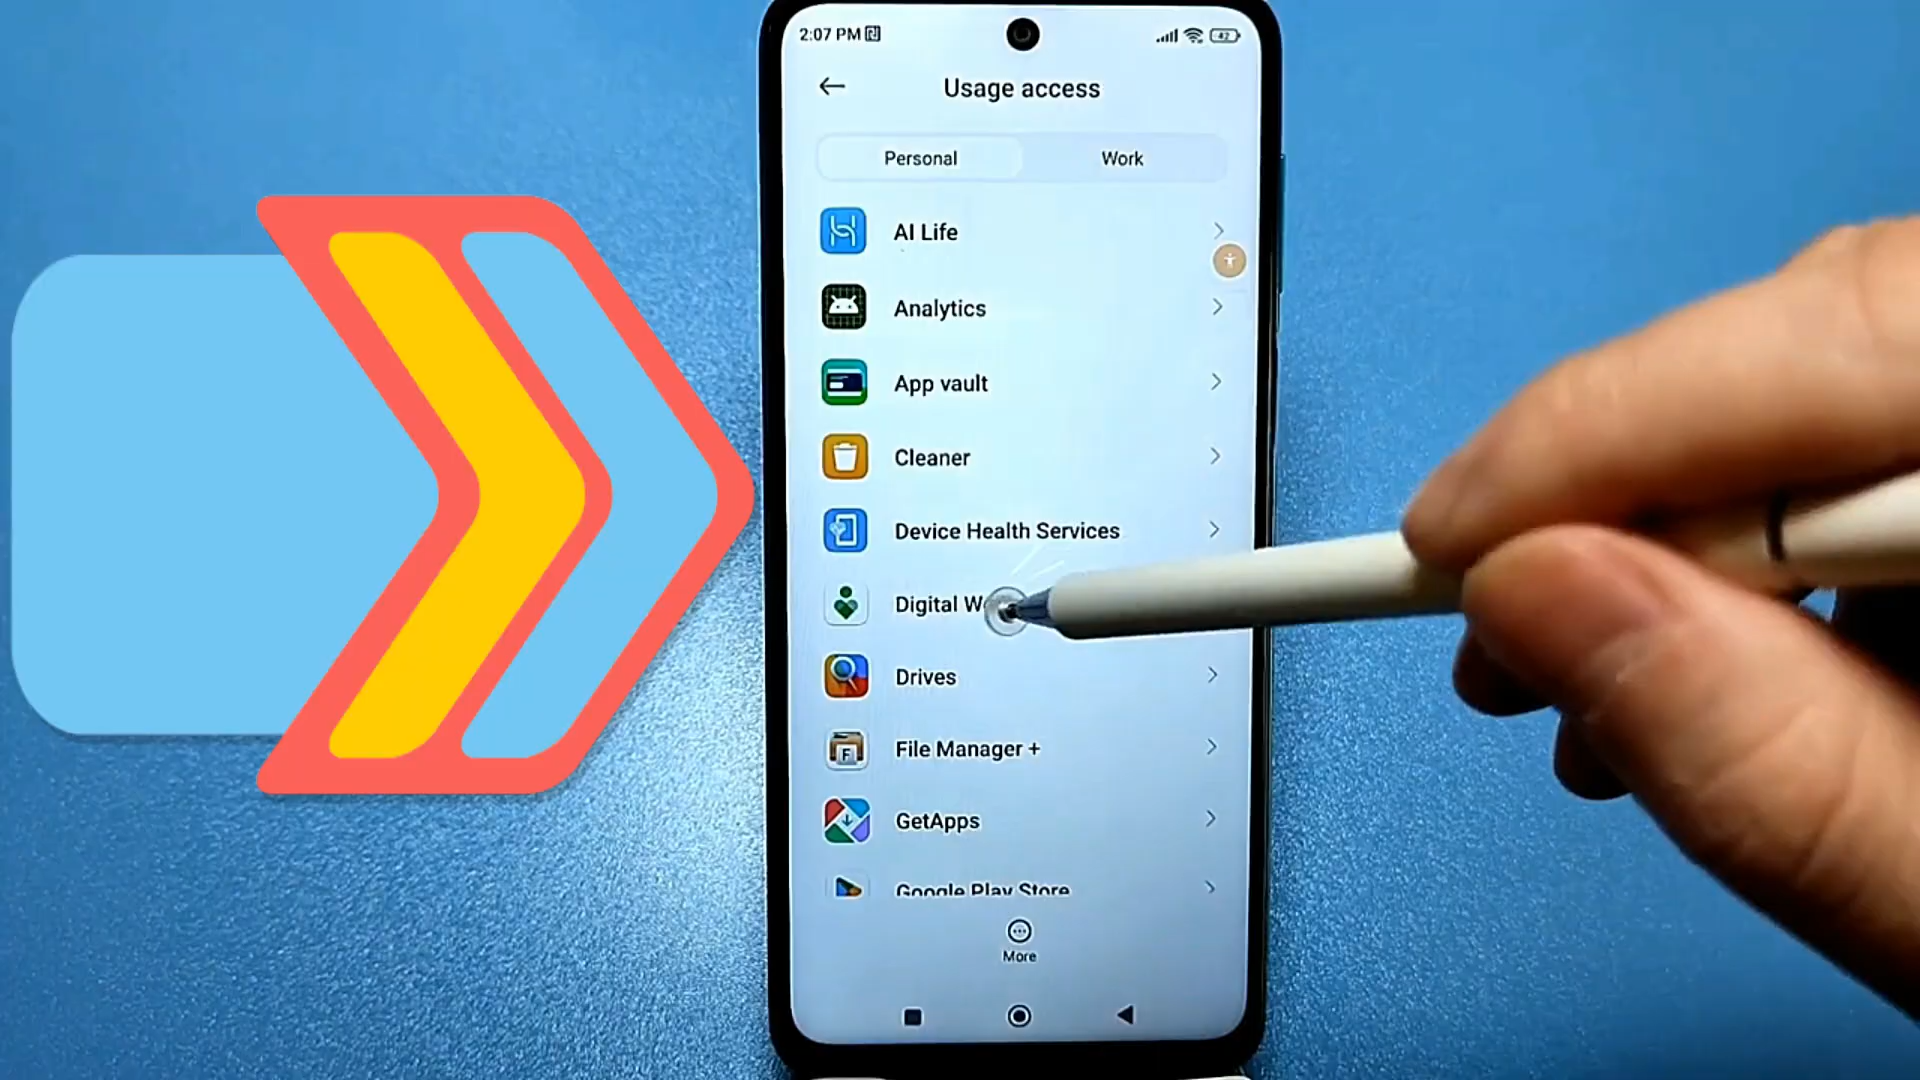 2:07 PM
42
Usage access
Personal Work
AI Life
Analytics
App vault
Cleaner
Device Health Services
Digital
Drives
File Manager +
F
GetApps
Google Play Store
More